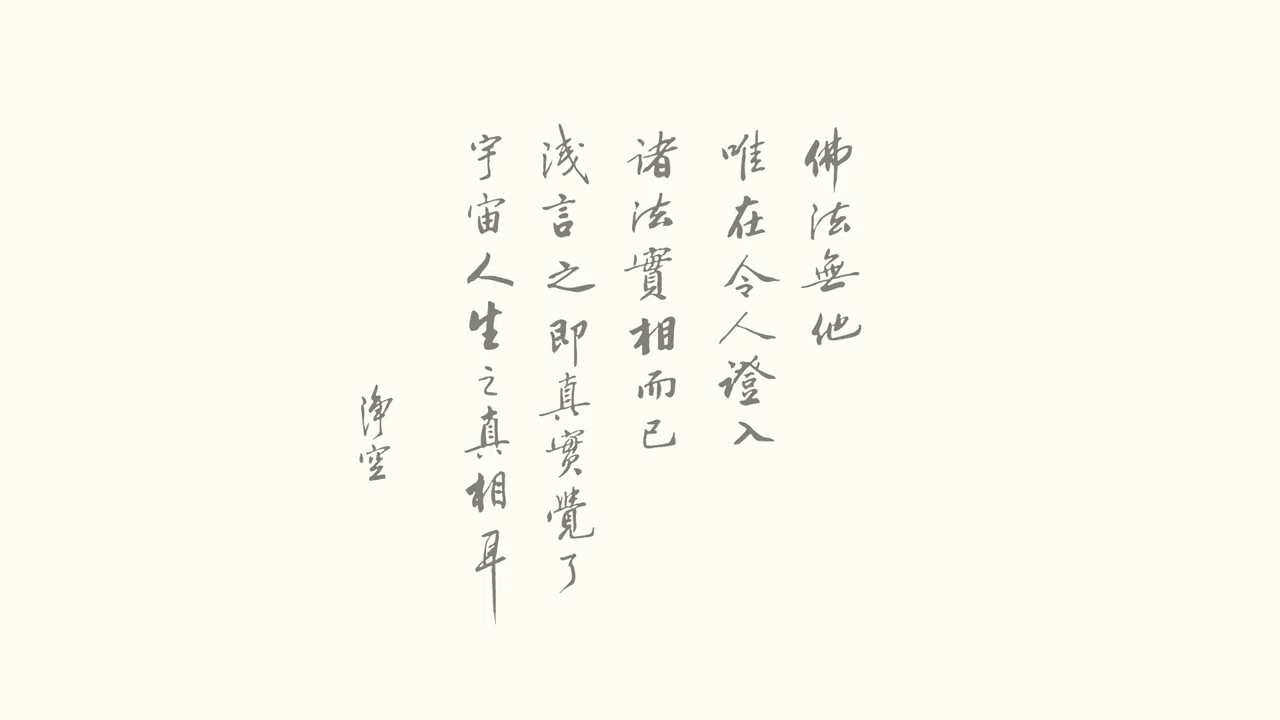 佛法無他
唯在令人證入
诸法實相而已
淺言之即真實覺了
宇宙人生之真相耳
淨空